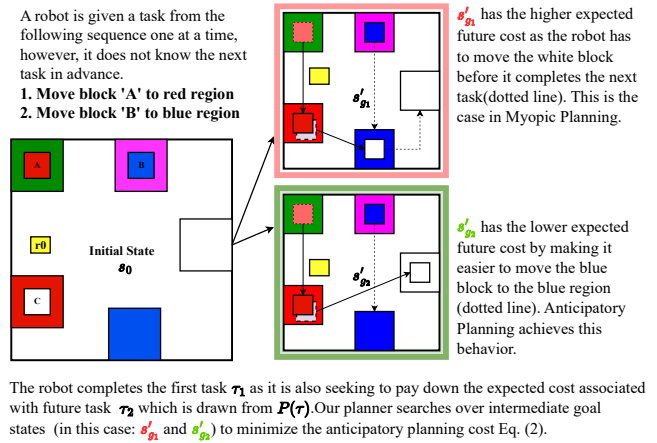 A robot is given a task from the
following sequence one at a time,
however, it does not know the next
task in advance.
1. Move block 'A' to red region
2. Move block 'B' to blue region
A
B
r0
C
Initial State
s₀
s'g₁
s'g₁ has the higher expected
future cost as the robot has
to move the white block
before it completes the next
task(dotted line). This is the
case in Myopic Planning.
s'g₂
s'g₂ has the lower expected
future cost by making it
easier to move the blue
block to the blue region
(dotted line). Anticipatory
Planning achieves this
behavior.
The robot completes the first task τ₁ as it is also seeking to pay down the expected cost associated
with future task τ₂ which is drawn from P(τ).Our planner searches over intermediate goal
states (in this case: s'g₁ and s'g₂) to minimize the anticipatory planning cost Eq. (2).